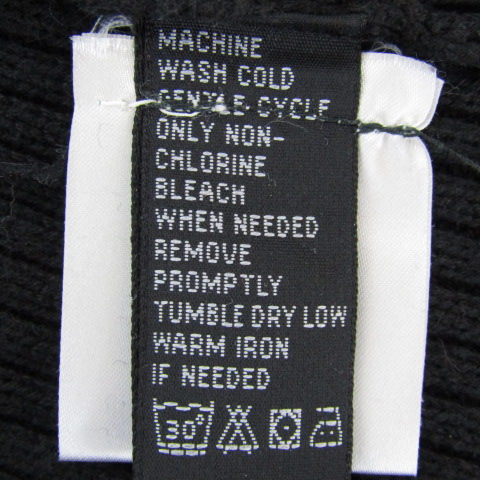 MACHINE
WASH COLD
GENTLE CYCLE
ONLY NON-
CHLORINE
BLEACH
WHEN NEEDED
REMOVE
PROMPTLY
TUMBLE DRY LOW
WARM IRON
IF NEEDED
30°